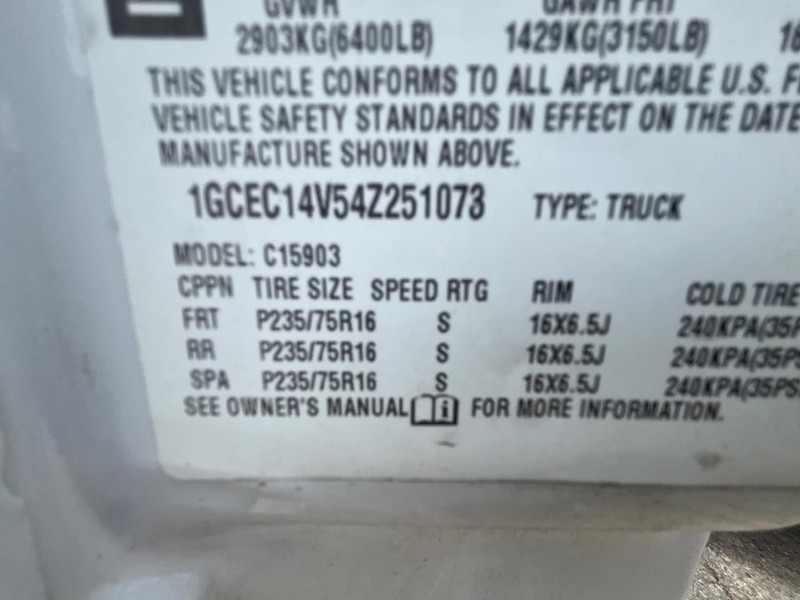 GVWR GAWR FRT
2903KG(6400LB) 1429KG(3150LB) 16
THIS VEHICLE CONFORMS TO ALL APPLICABLE U.S. F
VEHICLE SAFETY STANDARDS IN EFFECT ON THE DATE
MANUFACTURE SHOWN ABOVE.
1GCEC14V54Z251073 TYPE: TRUCK
MODEL: C15903
CPPN TIRE SIZE SPEED RTG RIM COLD TIRE
FRT P235/75R16 S 16X6.5J 240KPA(35P
RR P235/75R16 S 16X6.5J 240KPA(35PS
SPA P235/75R16 S 16X6.5J 240KPA(35PS
SEE OWNER'S MANUAL FOR MORE INFORMATION.